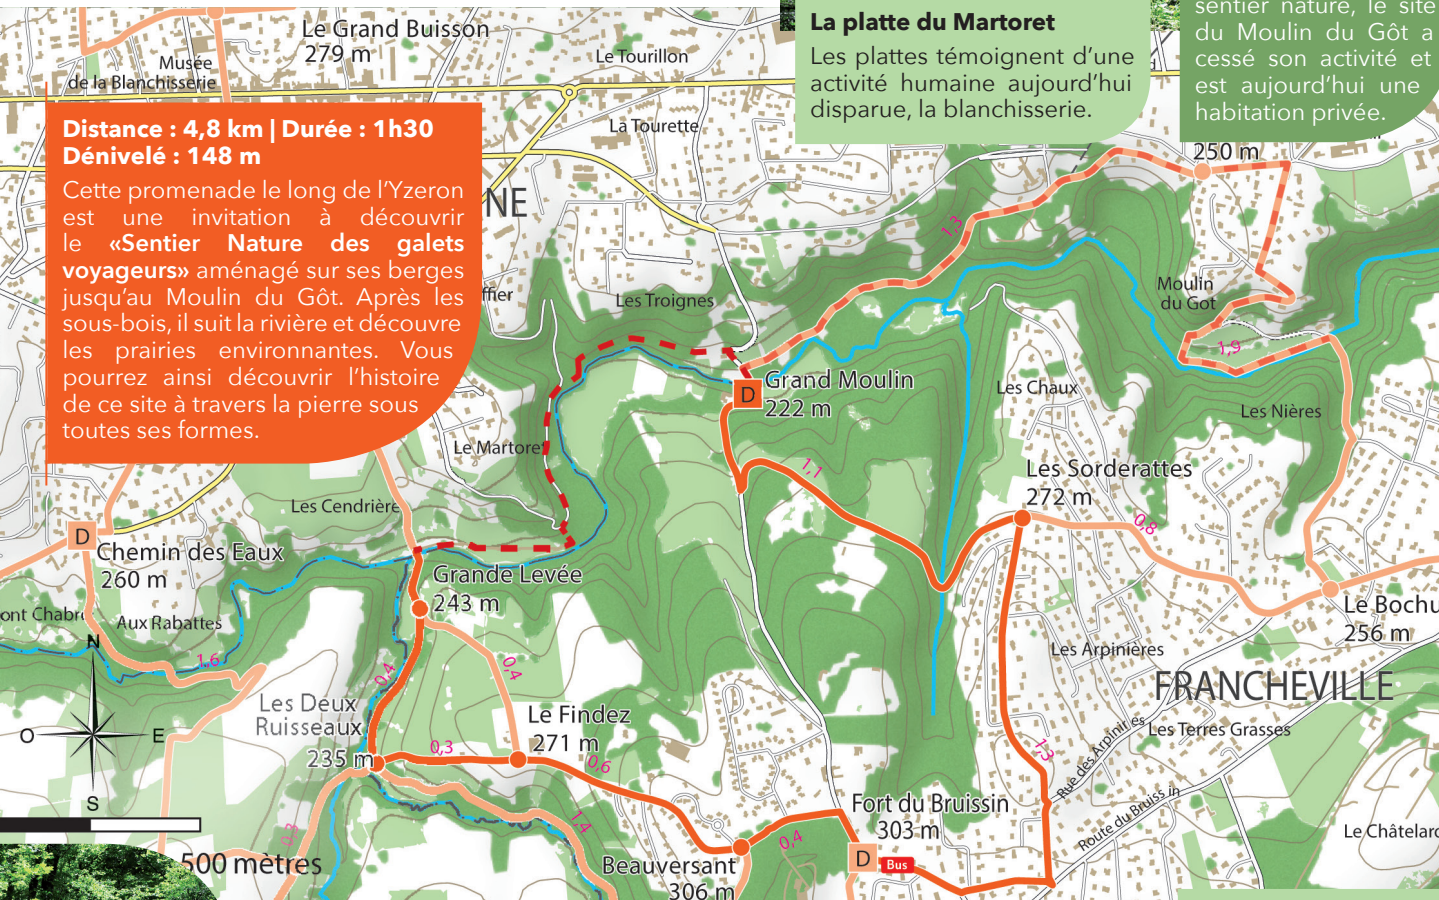 La platte du Martoret
Les plattes témoignent d'une
activité humaine aujourd'hui
disparue, la blanchisserie.
sentier nature, le site
du Moulin du Gôt a
cessé son activité et
est aujourd'hui une
habitation privée.
Distance : 4,8 km | Durée : 1h30
Dénivelé : 148 m
Cette promenade le long de l'Yzeron
est une invitation à découvrir
le «Sentier Nature des galets
voyageurs» aménagé sur ses berges
jusqu'au Moulin du Gôt. Après les
sous-bois, il suit la rivière et découvre
les prairies environnantes. Vous
pourrez ainsi découvrir l'histoire
de ce site à travers la pierre sous
toutes ses formes.
Le Grand Buisson
279 m
Musée
de la Blanchisserie
Le Tourillon
La Tourette
NE
250 m
1,3
Les Troignes
Moulin
du Got
1,9
Grand Moulin
D
222 m
Les Chaux
Les Nières
Le Martoret
1,1
Les Sorderattes
272 m
0,8
Les Cendrière
D
Chemin des Eaux
260 m
Grande Levée
243 m
ont Chabr
Aux Rabattes
N
O
E
S
1,6
0,4
0,4
Le Bochu
256 m
Les Arpinières
FRANCHEVILLE
Les Deux
Ruisseaux
235 m
Le Findez
271 m
0,3
0,6
Les Terres Grasses
Rue des Arpinières
1,3
Route du Bruissin
Fort du Bruissin
303 m
D
Bus
0,4
1,4
Beauversant
306 m
Le Châtelard
500 mètres